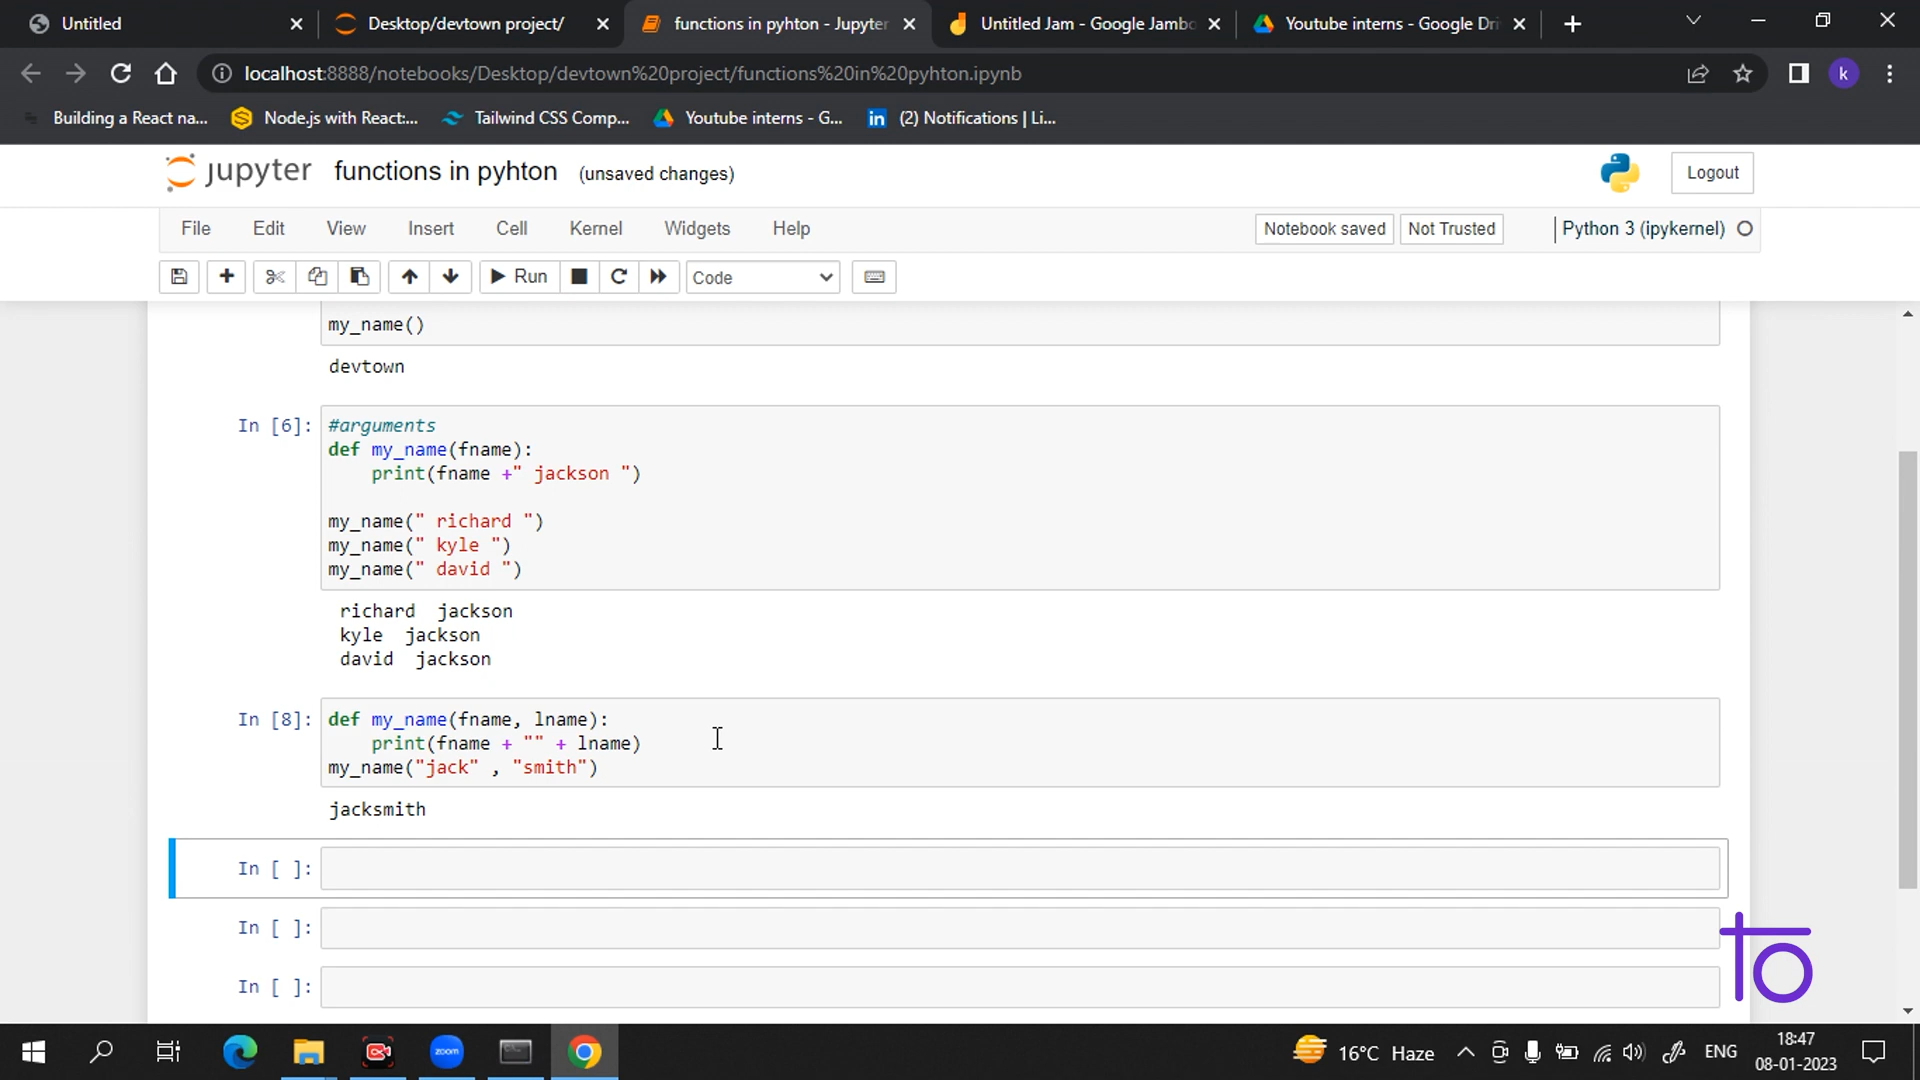 Untitled
Desktop/devtown project/
functions in pyhton - Jupyter
Untitled Jam - Google Jambo
Youtube interns - Google Dri
localhost:8888/notebooks/Desktop/devtown%20project/functions%20in%20pyhton.ipynb
k
Building a React na...
Node.js with React:...
Tailwind CSS Comp...
Youtube interns - G...
(2) Notifications | Li...
jupyter
functions in pyhton
(unsaved changes)
Logout
File
Edit
View
Insert
Cell
Kernel
Widgets
Help
Notebook saved
Not Trusted
Python 3 (ipykernel)
Run
Code
my_name()
devtown
In [6]:
#arguments
def my_name(fname):
    print(fname +" jackson ")
my_name(" richard ")
my_name(" kyle ")
my_name(" david ")
richard  jackson
kyle  jackson
david  jackson
In [8]:
def my_name(fname, lname):
    print(fname + "" + lname)
my_name("jack" , "smith")
jacksmith
In [ ]:
In [ ]:
In [ ]:
zoom
16°C Haze
ENG
18:47
08-01-2023